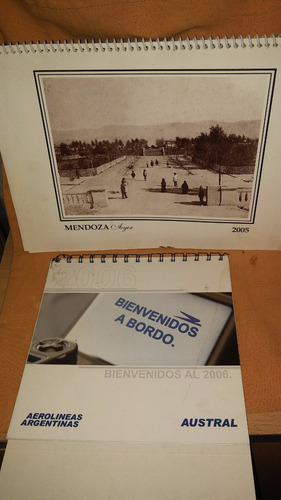 MENDOZA Ayer 2005
2006
BIENVENIDOS
A BORDO.
BIENVENIDOS AL 2006.
AEROLINEAS
ARGENTINAS
AUSTRAL